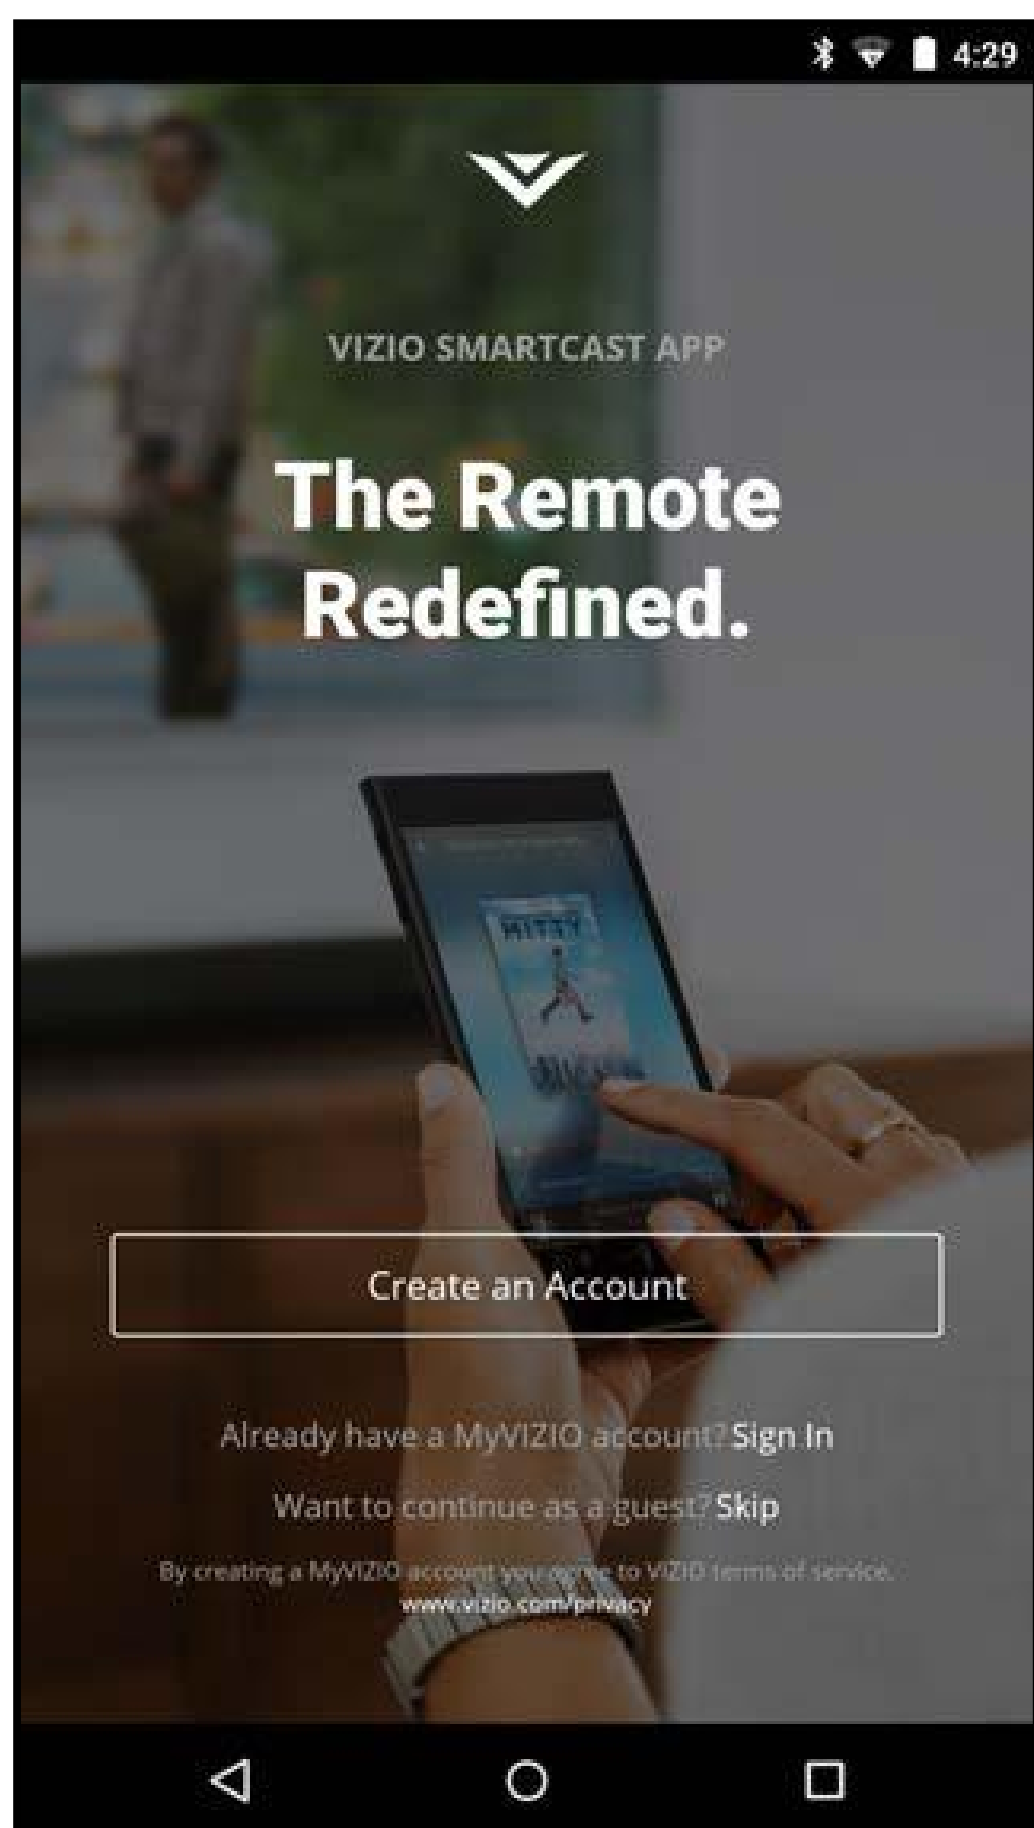 4:29
VIZIO SMARTCAST APP
The Remote
Redefined.
MITTY
Create an Account
Already have a MyVIZIO account? Sign In
Want to continue as a guest? Skip
By creating a MyVIZIO account you agree to VIZIO terms of service.
www.vizio.com/privacy